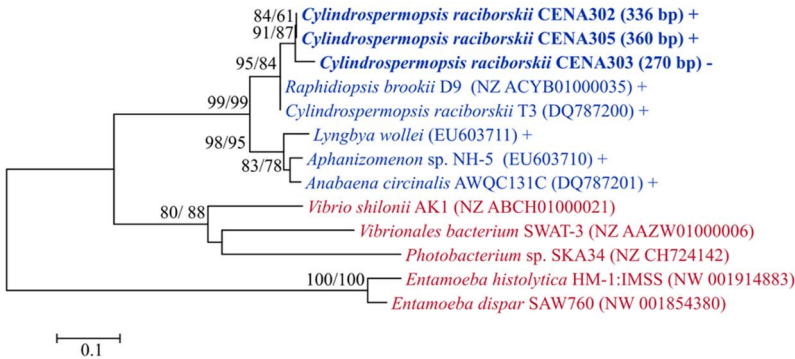 84/61
Cylindrospermopsis raciborskii CENA302 (336 bp) +
91/87
Cylindrospermopsis raciborskii CENA305 (360 bp) +
95/84
Cylindrospermopsis raciborskii CENA303 (270 bp) -
Raphidiopsis brookii D9 (NZ ACYB01000035) +
99/99
Cylindrospermopsis raciborskii T3 (DQ787200) +
98/95
Lyngbya wollei (EU603711) +
83/78
Aphanizomenon sp. NH-5 (EU603710) +
Anabaena circinalis AWQC131C (DQ787201) +
80/ 88
Vibrio shilonii AK1 (NZ ABCH01000021)
Vibrionales bacterium SWAT-3 (NZ AAZW01000006)
Photobacterium sp. SKA34 (NZ CH724142)
100/100
Entamoeba histolytica HM-1:IMSS (NW 001914883)
Entamoeba dispar SAW760 (NW 001854380)
0.1